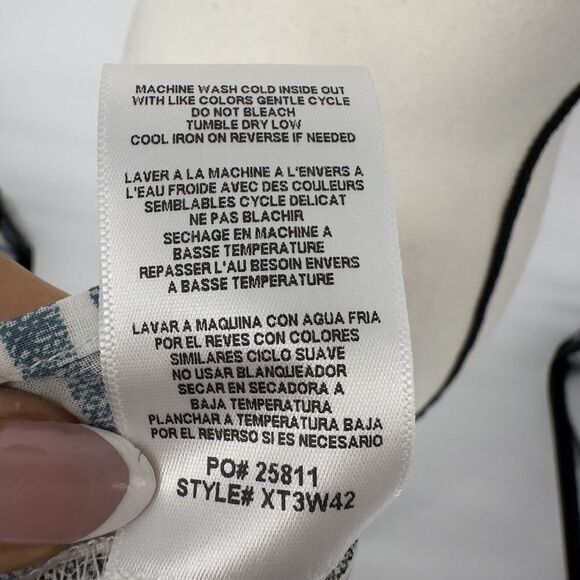 MACHINE WASH COLD INSIDE OUT
WITH LIKE COLORS GENTLE CYCLE
DO NOT BLEACH
TUMBLE DRY LOW
COOL IRON ON REVERSE IF NEEDED
LAVER A LA MACHINE A L'ENVERS A
L'EAU FROIDE AVEC DES COULEURS
SEMBLABLES CYCLE DELICAT
NE PAS BLACHIR
SECHAGE EN MACHINE A
BASSE TEMPERATURE
REPASSER L'AU BESOIN ENVERS
A BASSE TEMPERATURE
LAVAR A MAQUINA CON AGUA FRIA
POR EL REVES CON COLORES
SIMILARES CICLO SUAVE
NO USAR BLANQUEADOR
SECAR EN SECADORA A
BAJA TEMPERATURA
PLANCHAR A TEMPERATURA BAJA
POR EL REVERSO SI ES NECESARIO
PO# 25811
STYLE# XT3W42